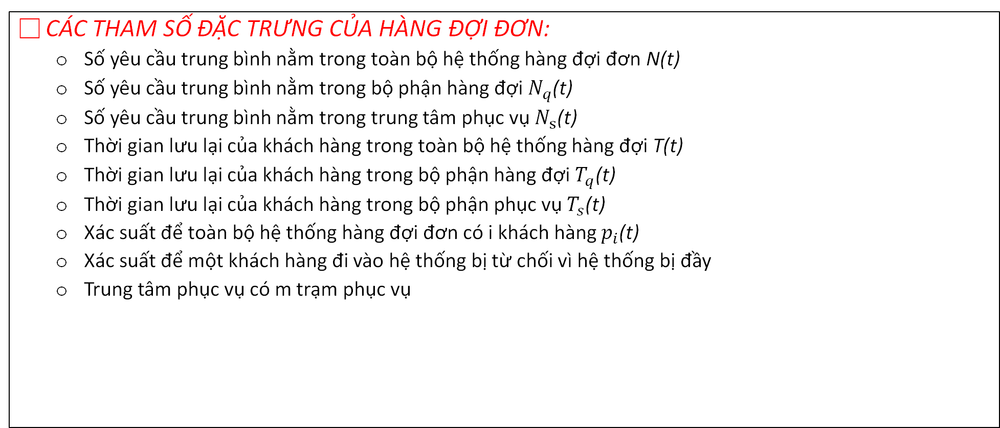 □ CÁC THAM SỐ ĐẶC TRƯNG CỦA HÀNG ĐỢI ĐƠN:
o Số yêu cầu trung bình nằm trong toàn bộ hệ thống hàng đợi đơn N(t)
o Số yêu cầu trung bình nằm trong bộ phận hàng đợi N_q(t)
o Số yêu cầu trung bình nằm trong trung tâm phục vụ N_s(t)
o Thời gian lưu lại của khách hàng trong toàn bộ hệ thống hàng đợi T(t)
o Thời gian lưu lại của khách hàng trong bộ phận hàng đợi T_q(t)
o Thời gian lưu lại của khách hàng trong bộ phận phục vụ T_s(t)
o Xác suất để toàn bộ hệ thống hàng đợi đơn có i khách hàng p_i(t)
o Xác suất để một khách hàng đi vào hệ thống bị từ chối vì hệ thống bị đầy
o Trung tâm phục vụ có m trạm phục vụ